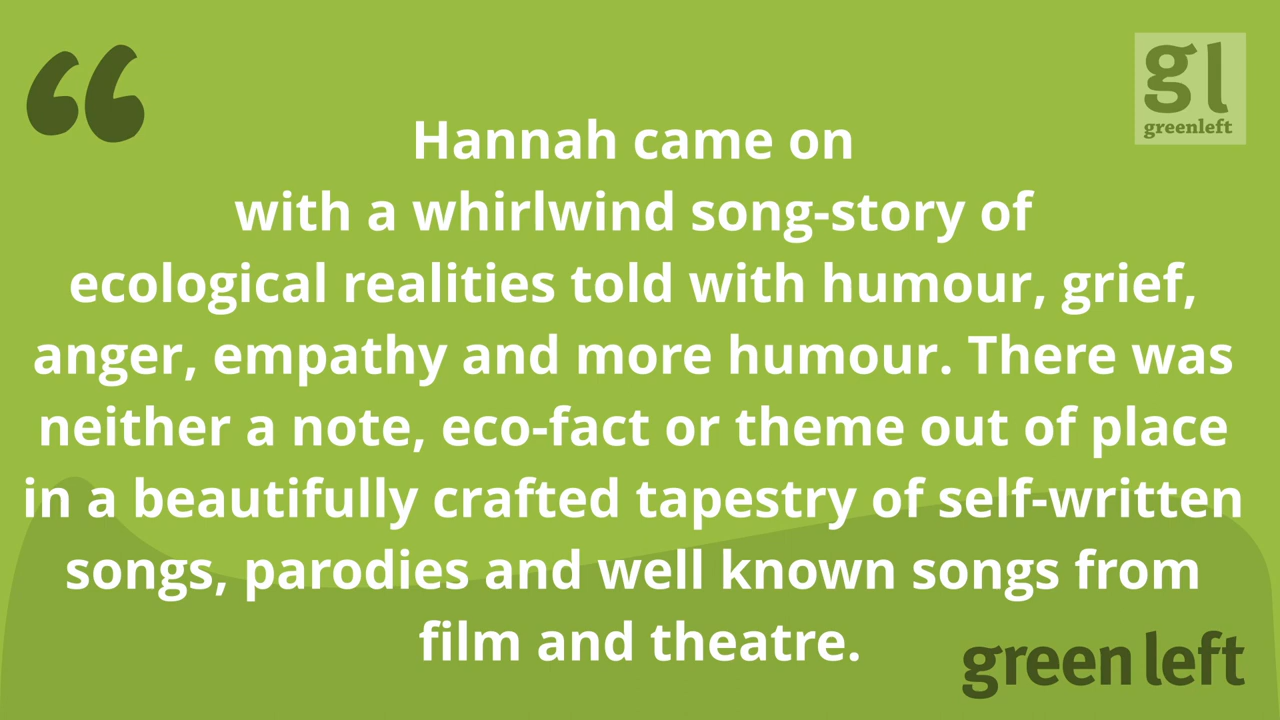 “
gl
greenleft
Hannah came on
with a whirlwind song-story of
ecological realities told with humour, grief,
anger, empathy and more humour. There was
neither a note, eco-fact or theme out of place
in a beautifully crafted tapestry of self-written
songs, parodies and well known songs from
film and theatre.
green left